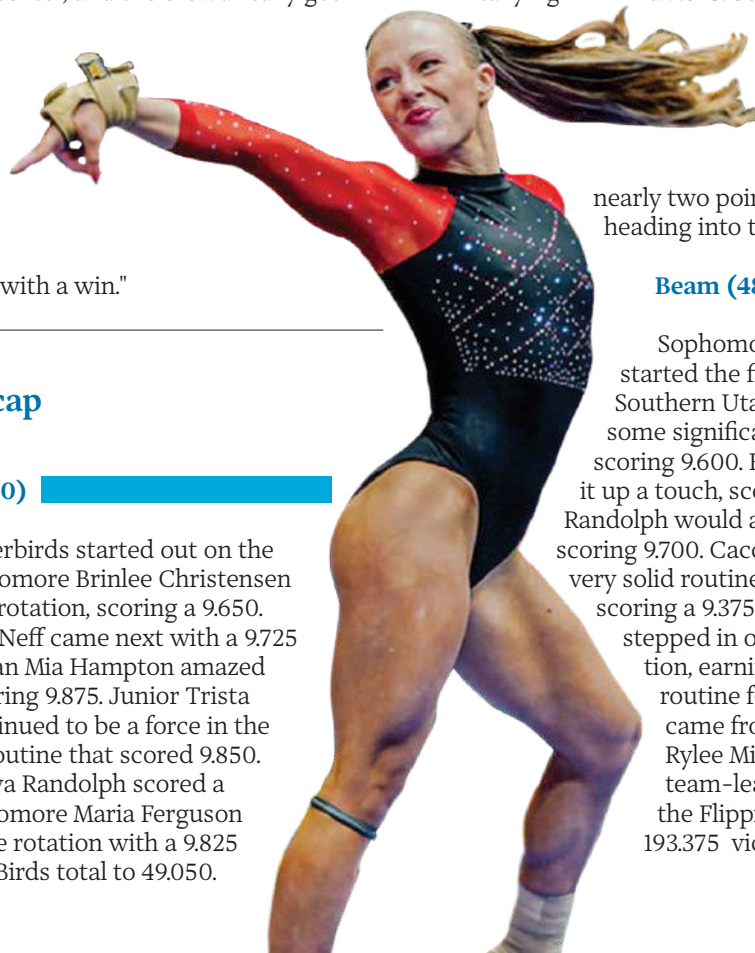 with a win."
cap
0)
erbirds started out on the
omore Brinlee Christensen
rotation, scoring a 9.650.
Neff came next with a 9.725
an Mia Hampton amazed
ring 9.875. Junior Trista
inued to be a force in the
outine that scored 9.850.
ya Randolph scored a
omore Maria Ferguson
e rotation with a 9.825
Birds total to 49.050.
nearly two poi
heading into t
Beam (48
Sophomo
started the f
Southern Uta
some significa
scoring 9.600.
it up a touch, sc
Randolph would a
scoring 9.700. Cacc
very solid routine
scoring a 9.375
stepped in o
tion, earni
routine f
came fro
Rylee Mi
team-lea
the Flippi
193.375 vic